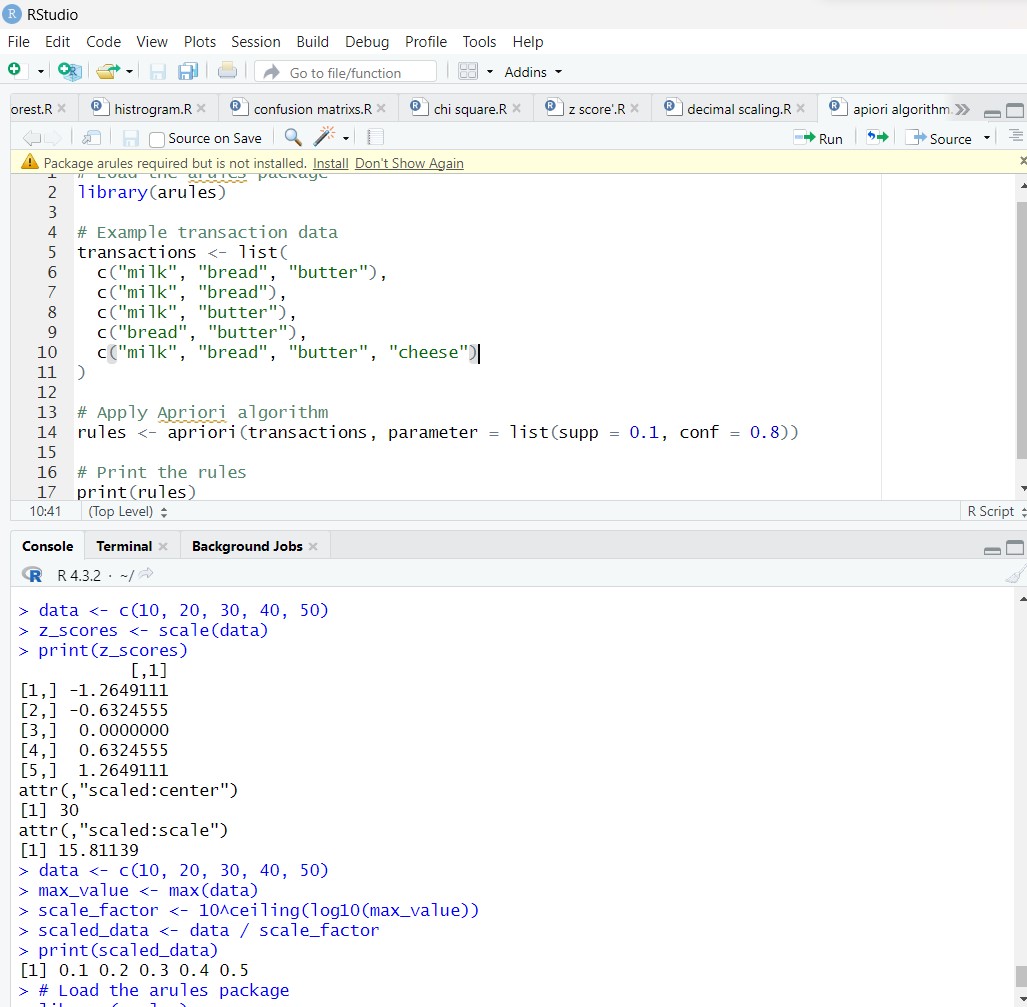 RStudio
File Edit Code View Plots Session Build Debug Profile Tools Help
Go to file/function Addins
orest.R histrogram.R confusion matrixs.R chi square.R z score'.R decimal scaling.R apiori algorithm.
Source on Save Run Source
Package arules required but is not installed. Install Don't Show Again
1 # Load the arules package
2 library(arules)
3
4 # Example transaction data
5 transactions <- list(
6 c("milk", "bread", "butter"),
7 c("milk", "bread"),
8 c("milk", "butter"),
9 c("bread", "butter"),
10 c("milk", "bread", "butter", "cheese")
11 )
12
13 # Apply Apriori algorithm
14 rules <- apriori(transactions, parameter = list(supp = 0.1, conf = 0.8))
15
16 # Print the rules
17 print(rules)
10:41 (Top Level) R Script
Console Terminal Background Jobs
R 4.3.2 · ~/
> data <- c(10, 20, 30, 40, 50)
> z_scores <- scale(data)
> print(z_scores)
[,1]
[1,] -1.2649111
[2,] -0.6324555
[3,] 0.0000000
[4,] 0.6324555
[5,] 1.2649111
attr(,"scaled:center")
[1] 30
attr(,"scaled:scale")
[1] 15.81139
> data <- c(10, 20, 30, 40, 50)
> max_value <- max(data)
> scale_factor <- 10^ceiling(log10(max_value))
> scaled_data <- data / scale_factor
> print(scaled_data)
[1] 0.1 0.2 0.3 0.4 0.5
> # Load the arules package